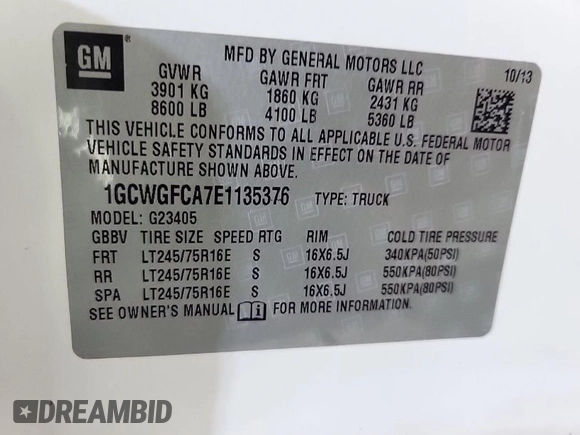 GM
®
MFD BY GENERAL MOTORS LLC
10/13
GVWR GAWR FRT GAWR RR
3901 KG 1860 KG 2431 KG
8600 LB 4100 LB 5360 LB
THIS VEHICLE CONFORMS TO ALL APPLICABLE U.S. FEDERAL MOTOR
VEHICLE SAFETY STANDARDS IN EFFECT ON THE DATE OF
MANUFACTURE SHOWN ABOVE.
1GCWGFCA7E1135376 TYPE: TRUCK
MODEL: G23405
GBBV TIRE SIZE SPEED RTG RIM COLD TIRE PRESSURE
FRT LT245/75R16E S 16X6.5J 340KPA(50PSI)
RR LT245/75R16E S 16X6.5J 550KPA(80PSI)
SPA LT245/75R16E S 16X6.5J 550KPA(80PSI)
SEE OWNER'S MANUAL FOR MORE INFORMATION.
DREAMBID